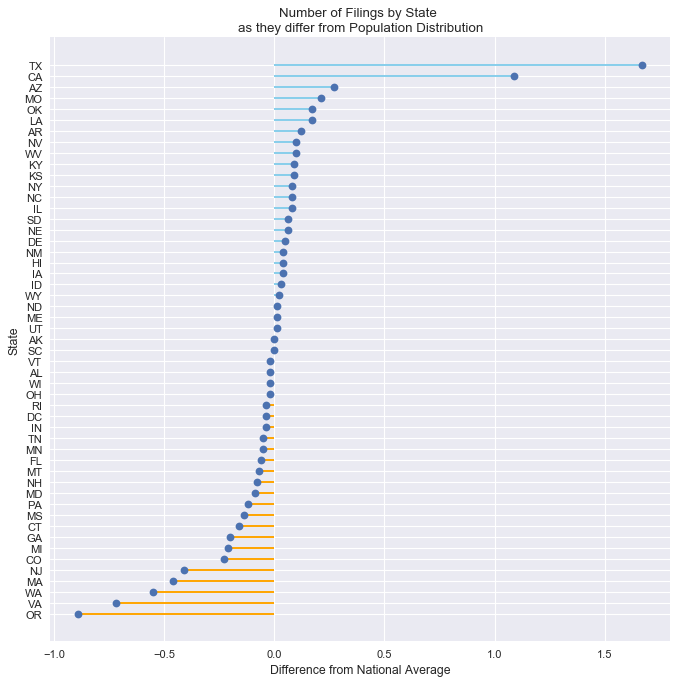 Number of Filings by State
as they differ from Population Distribution
TX
CA
AZ
MO
OK
LA
AR
NV
WV
KY
KS
NY
NC
IL
SD
NE
DE
NM
HI
IA
ID
WY
ND
ME
UT
AK
SC
VT
AL
WI
OH
RI
DC
IN
TN
MN
FL
MT
NH
MD
PA
MS
CT
GA
MI
CO
NJ
MA
WA
VA
OR
State
−1.0 −0.5 0.0 0.5 1.0 1.5
Difference from National Average